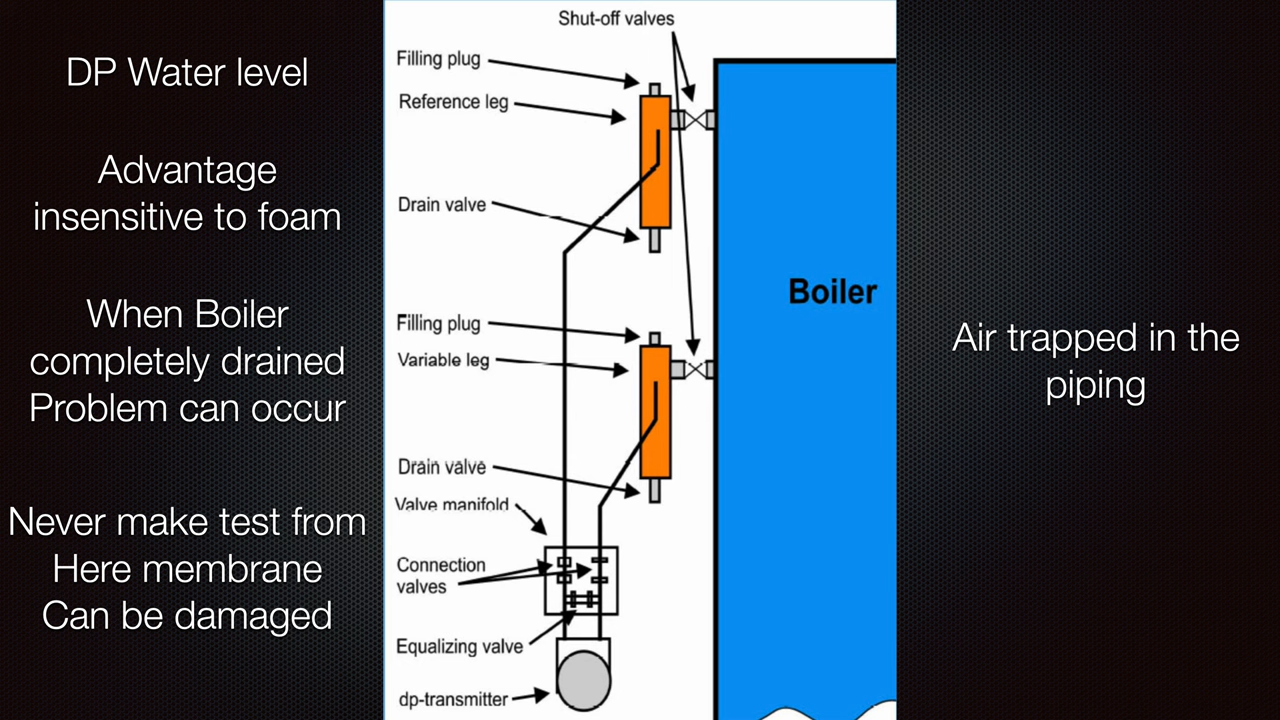 DP Water level
Advantage
insensitive to foam
When Boiler
completely drained
Problem can occur
Never make test from
Here membrane
Can be damaged
Shut-off valves
Filling plug
Reference leg
Drain valve
Filling plug
Variable leg
Drain valve
Valve manifold
Connection
valves
Equalizing valve
dp-transmitter
Boiler
Air trapped in the
piping